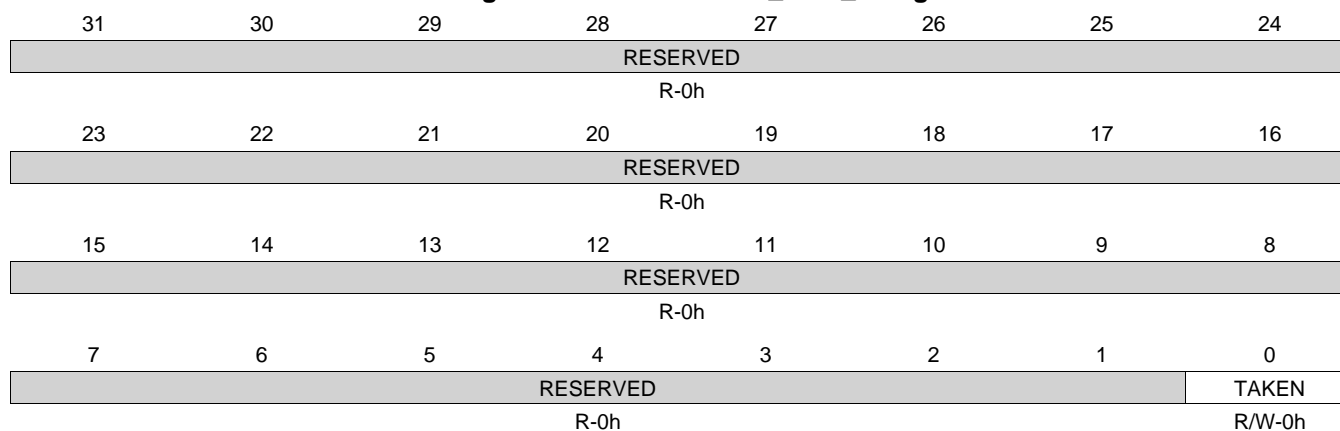 31 30 29 28 27 26 25 24
RESERVED
R-0h
23 22 21 20 19 18 17 16
RESERVED
R-0h
15 14 13 12 11 10 9 8
RESERVED
R-0h
7 6 5 4 3 2 1 0
RESERVED TAKEN
R-0h R/W-0h